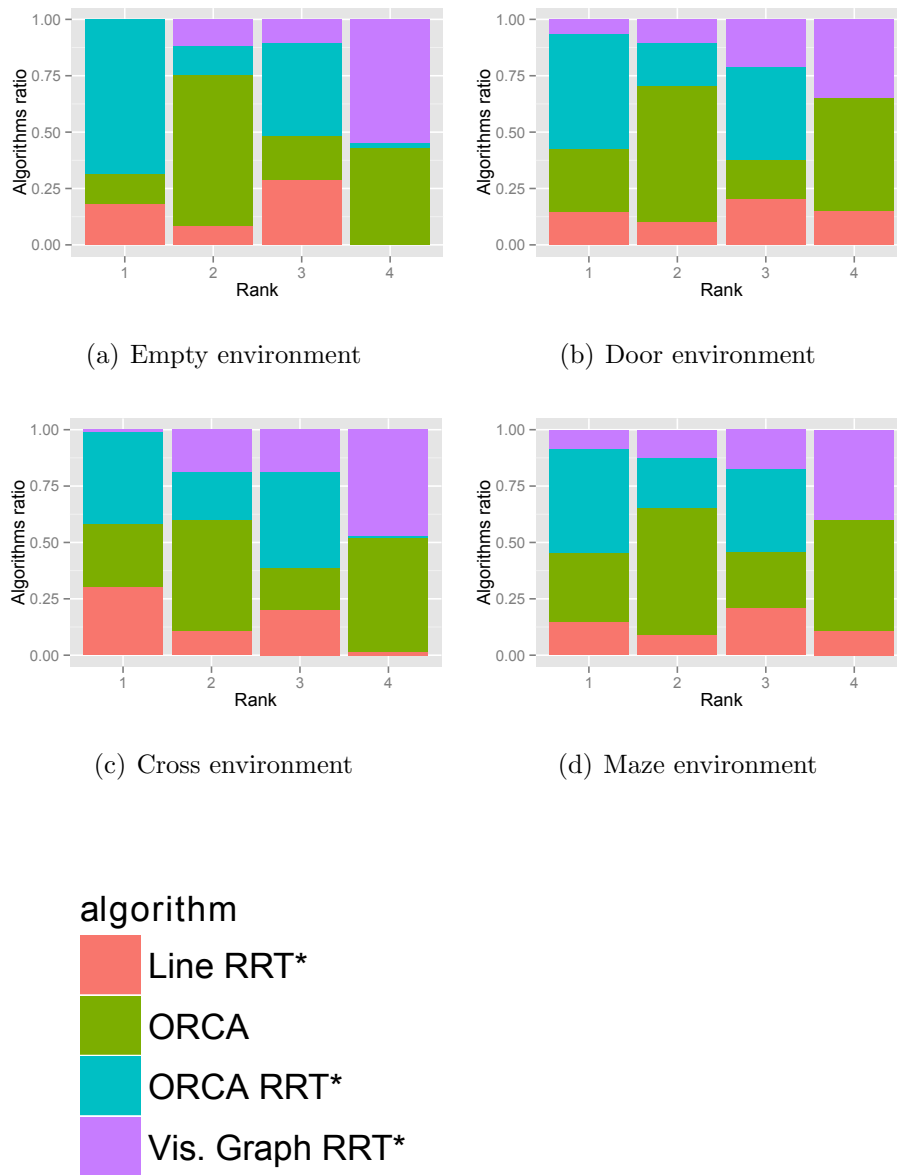 1.00
0.75
0.50
0.25
0.00
Algorithms ratio
1 2 3 4
Rank
(a) Empty environment
1.00
0.75
0.50
0.25
0.00
Algorithms ratio
1 2 3 4
Rank
(b) Door environment
1.00
0.75
0.50
0.25
0.00
Algorithms ratio
1 2 3 4
Rank
(c) Cross environment
1.00
0.75
0.50
0.25
0.00
Algorithms ratio
1 2 3 4
Rank
(d) Maze environment
algorithm
Line RRT*
ORCA
ORCA RRT*
Vis. Graph RRT*